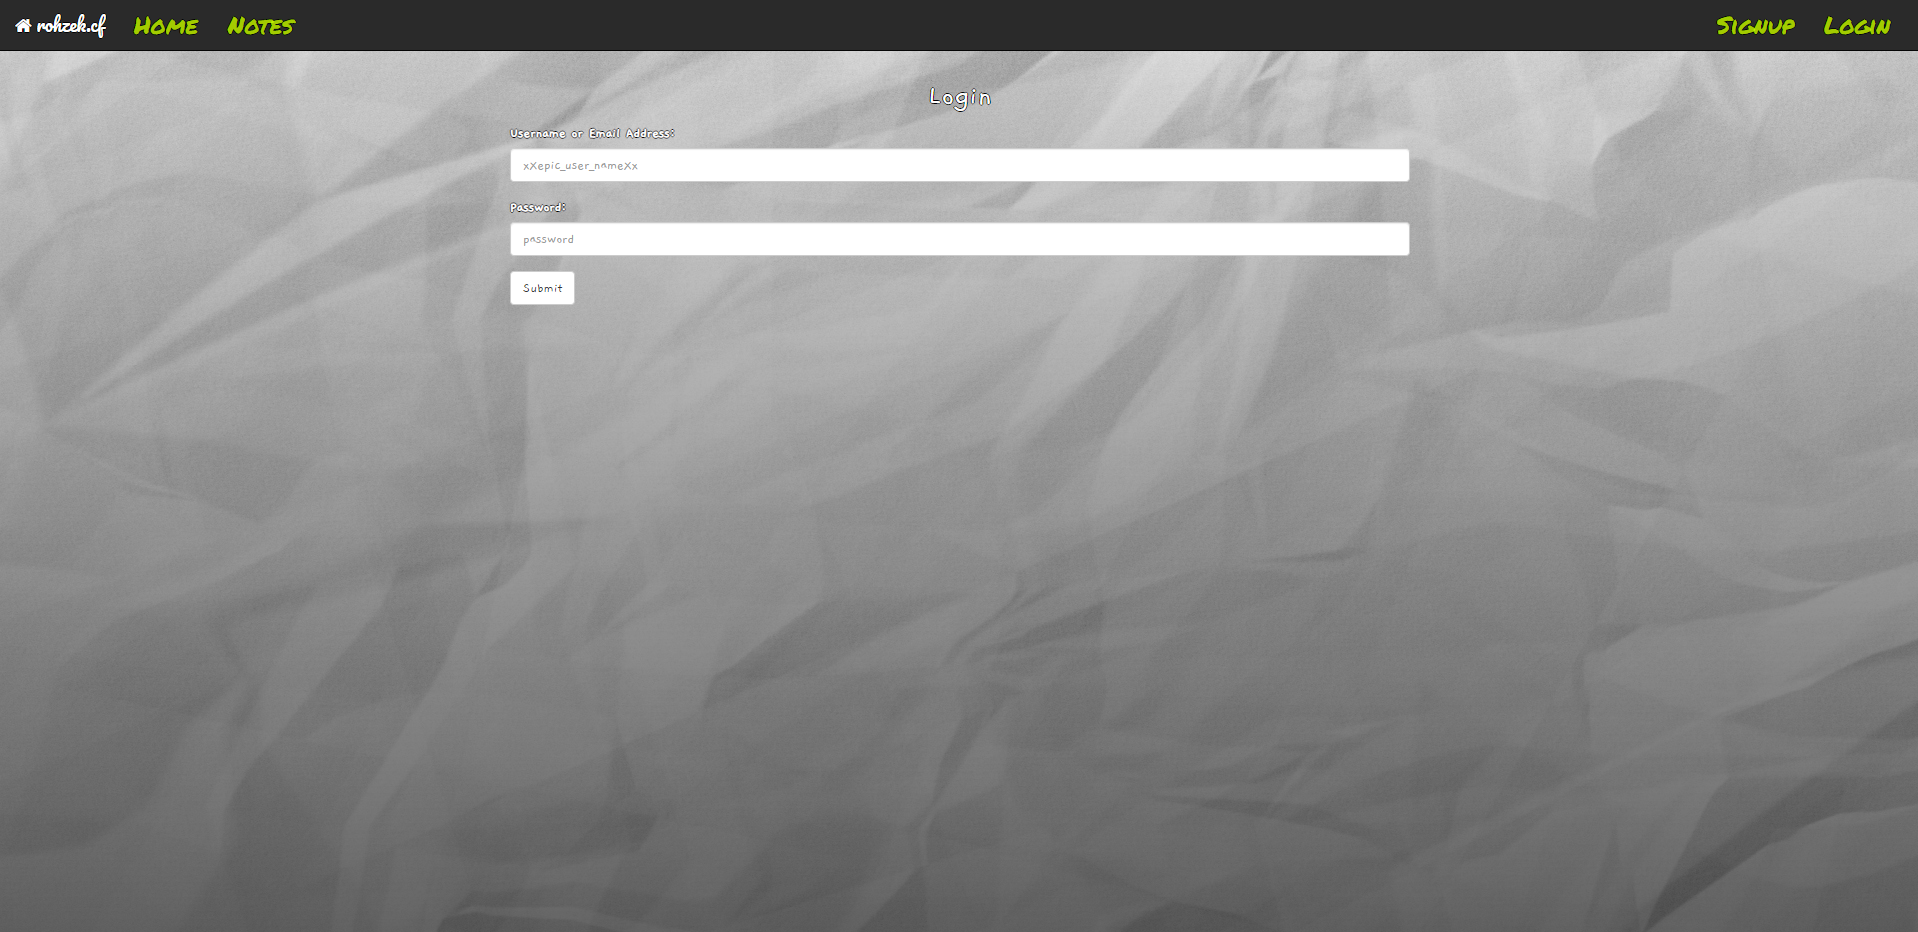 rohzek.cf Home Notes Signup Login
Login
Username or Email Address:
xXepic_user_nameXx
Password:
password
Submit